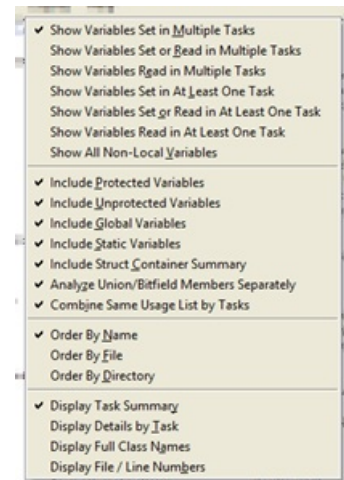 Show Variables Set in Multiple Tasks
Show Variables Set or Read in Multiple Tasks
Show Variables Read in Multiple Tasks
Show Variables Set in At Least One Task
Show Variables Set or Read in At Least One Task
Show Variables Read in At Least One Task
Show All Non-Local Variables
Include Protected Variables
Include Unprotected Variables
Include Global Variables
Include Static Variables
Include Struct Container Summary
Analyze Union/Bitfield Members Separately
Combine Same Usage List by Tasks
Order By Name
Order By File
Order By Directory
Display Task Summary
Display Details by Task
Display Full Class Names
Display File / Line Numbers